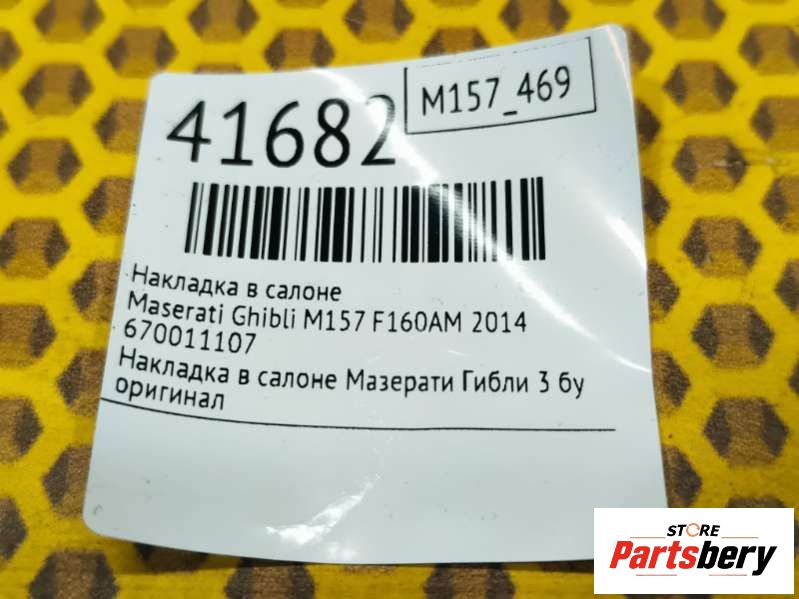 41682
M157_469
Накладка в салоне
Maserati Ghibli M157 F160AM 2014
670011107
Накладка в салоне Мазерати Гибли 3 бу
оригинал
STORE
Partsbery